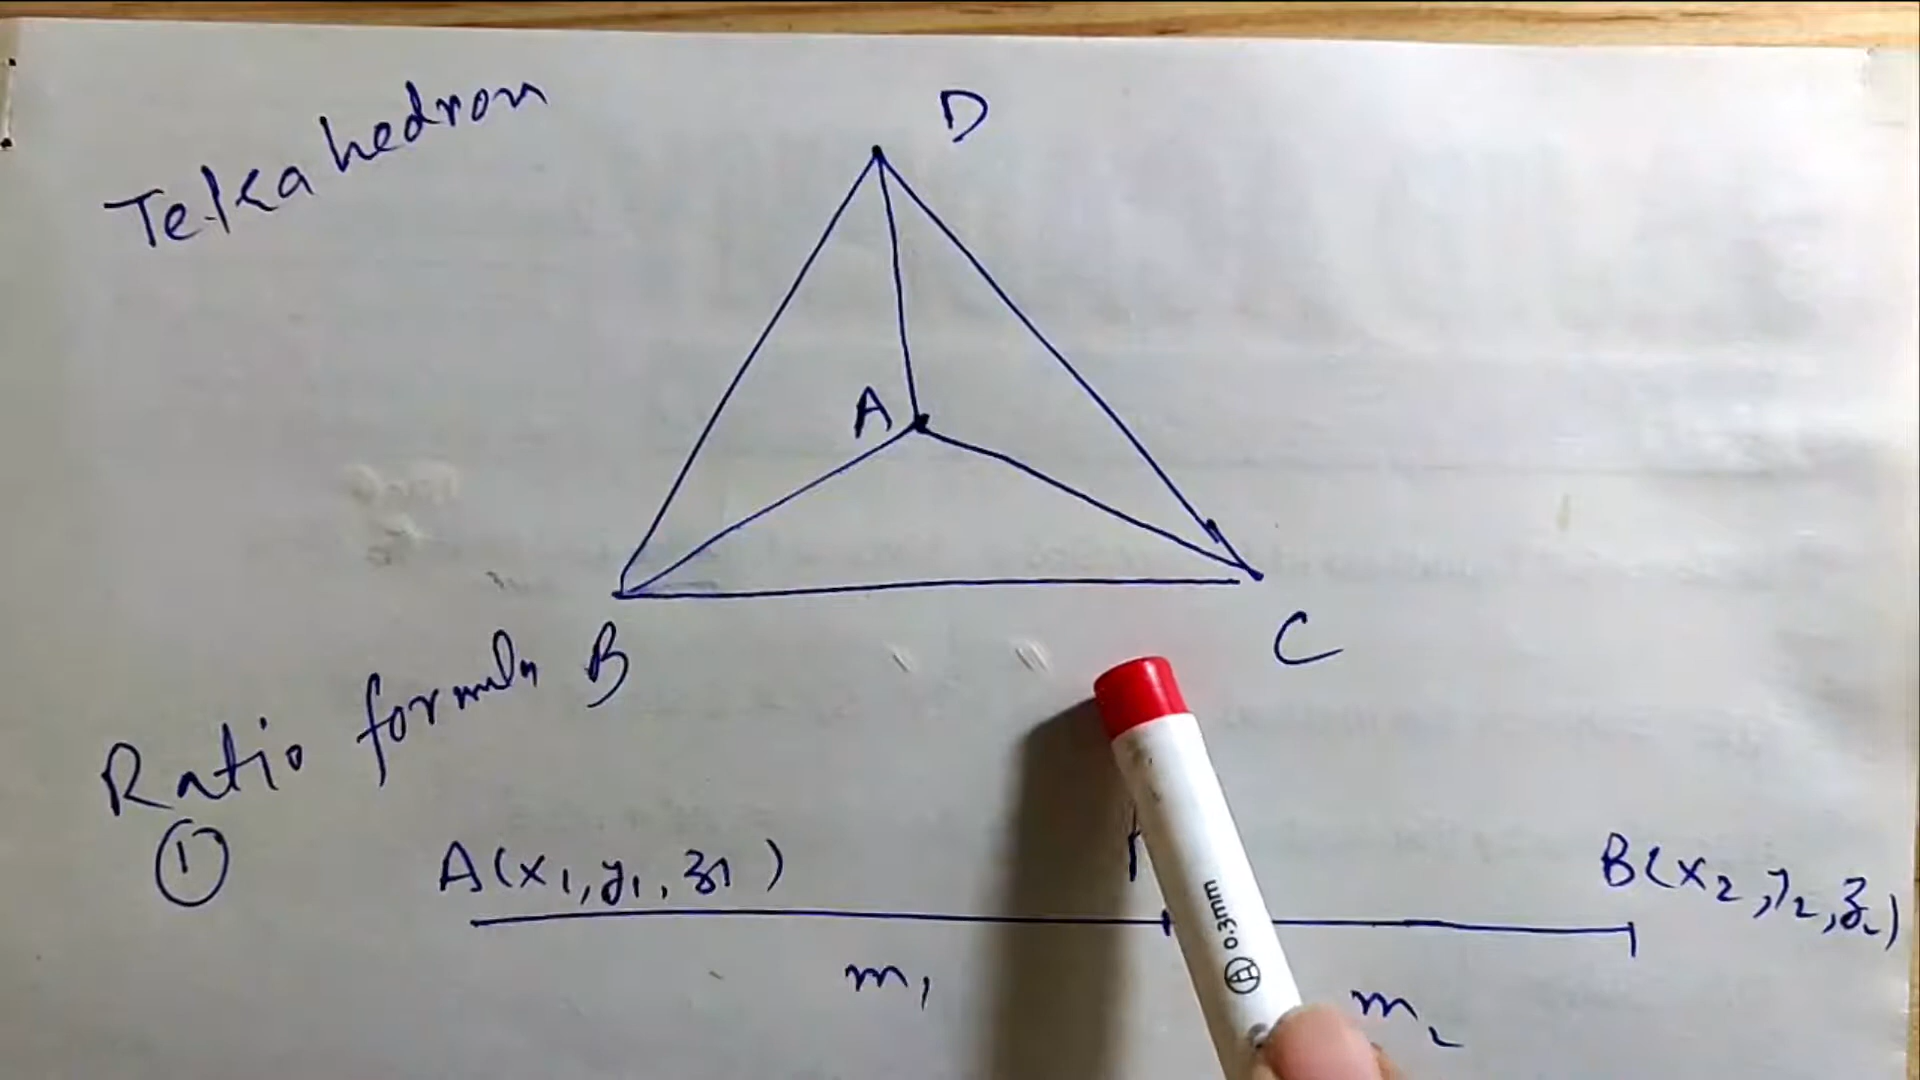 Tetrahedron
D
A
B
C
Ratio formula
①
A(x₁, y₁, z₁)
B(x₂, y₂, z₂)
m₁
m₂
0.3mm